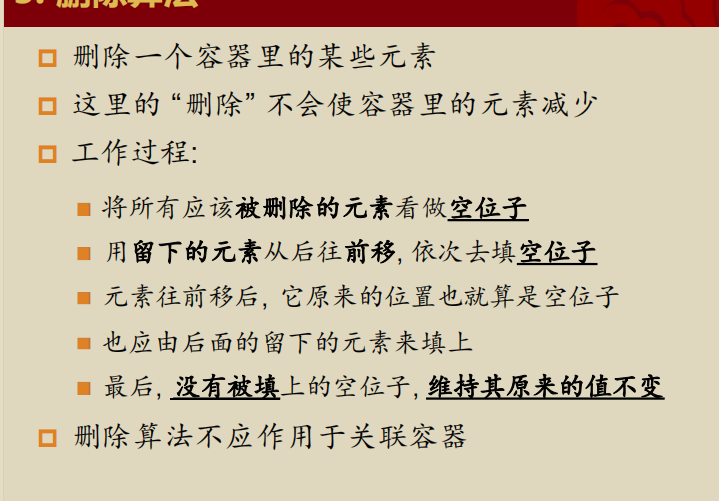 3. 删除算法
删除一个容器里的某些元素
这里的 “删除” 不会使容器里的元素减少
工作过程:
将所有应该被删除的元素看做空位子
用留下的元素从后往前移, 依次去填空位子
元素往前移后, 它原来的位置也就算是空位子
也应由后面的留下的元素来填上
最后, 没有被填上的空位子, 维持其原来的值不变
删除算法不应作用于关联容器